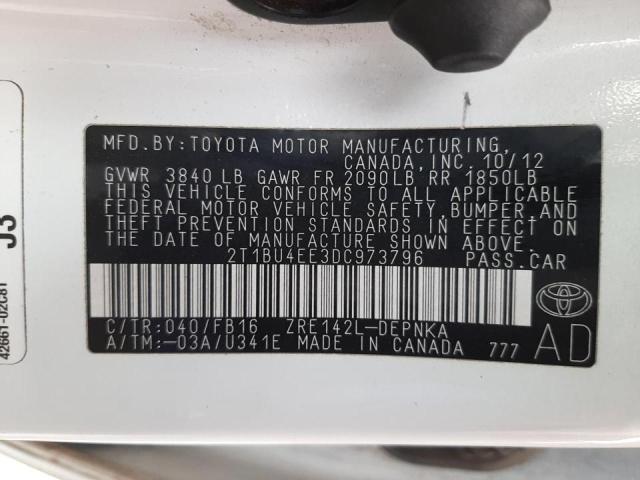 MFD.BY:TOYOTA MOTOR MANUFACTURING,
CANADA, INC. 10/12
GVWR 3840 LB GAWR FR 2090LB RR 1850LB
THIS VEHICLE CONFORMS TO ALL APPLICABLE
FEDERAL MOTOR VEHICLE SAFETY,BUMPER,AND
THEFT PREVENTION STANDARDS IN EFFECT ON
THE DATE OF MANUFACTURE SHOWN ABOVE.
2T1BU4EE3DC973796 PASS.CAR
C/TR:040/FB16 ZRE142L-DEPNKA
A/TM:-03A/U341E MADE IN CANADA 777
AD
J3
42661-02C81